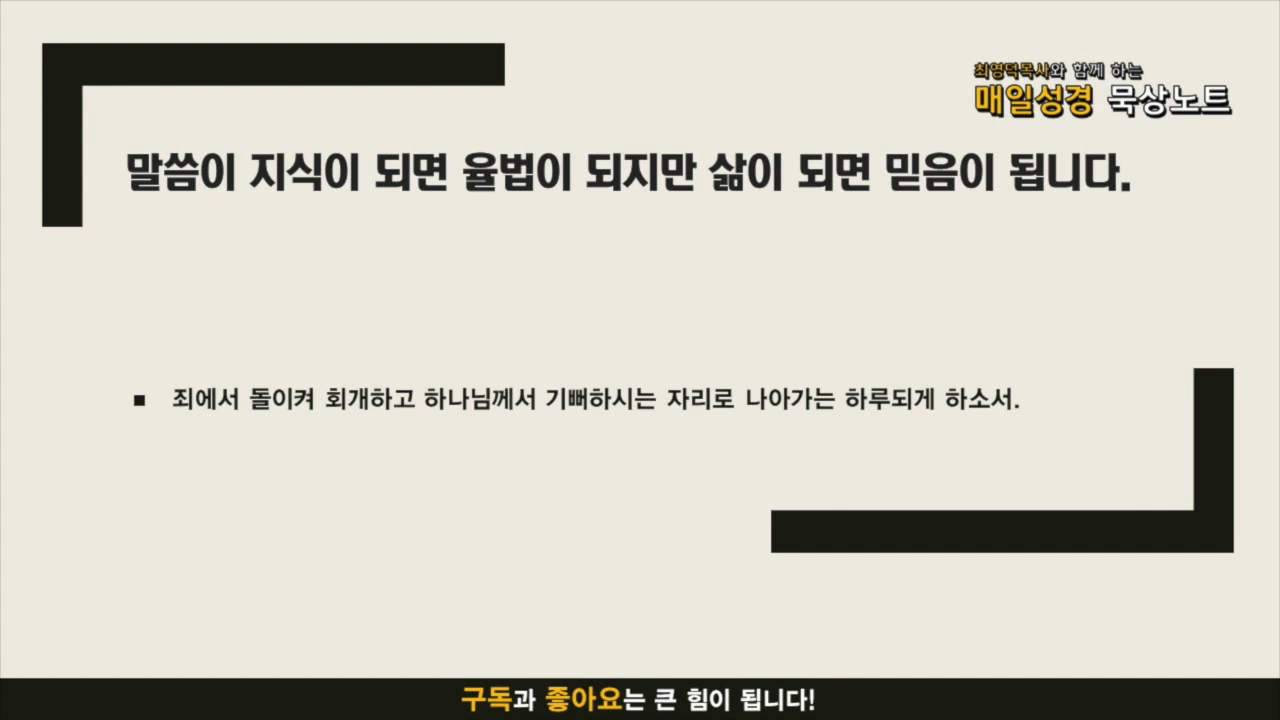 최영덕목사와 함께 하는
매일성경 묵상노트
말씀이 지식이 되면 율법이 되지만 삶이 되면 믿음이 됩니다.
■ 죄에서 돌이켜 회개하고 하나님께서 기뻐하시는 자리로 나아가는 하루되게 하소서.
구독과 좋아요는 큰 힘이 됩니다!